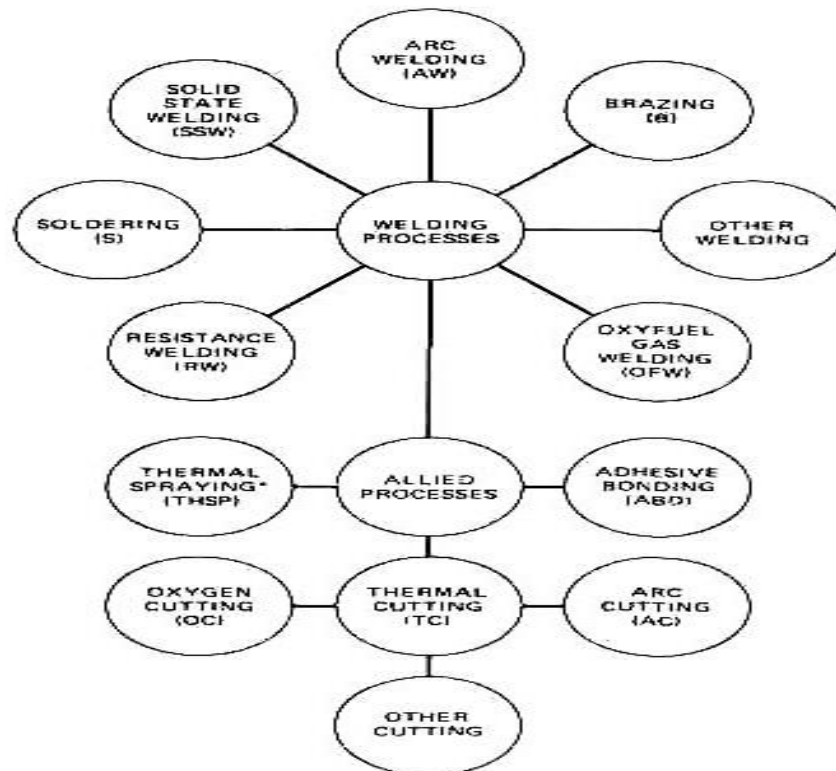 ARC
WELDING
(AW)
SOLID
STATE
WELDING
(SSW)
BRAZING
(B)
SOLDERING
(S)
WELDING
PROCESSES
OTHER
WELDING
RESISTANCE
WELDING
(RW)
OXYFUEL
GAS
WELDING
(OFW)
THERMAL
SPRAYING*
(THSP)
ALLIED
PROCESSES
ADHESIVE
BONDING
(ABD)
OXYGEN
CUTTING
(OC)
THERMAL
CUTTING
(TC)
ARC
CUTTING
(AC)
OTHER
CUTTING